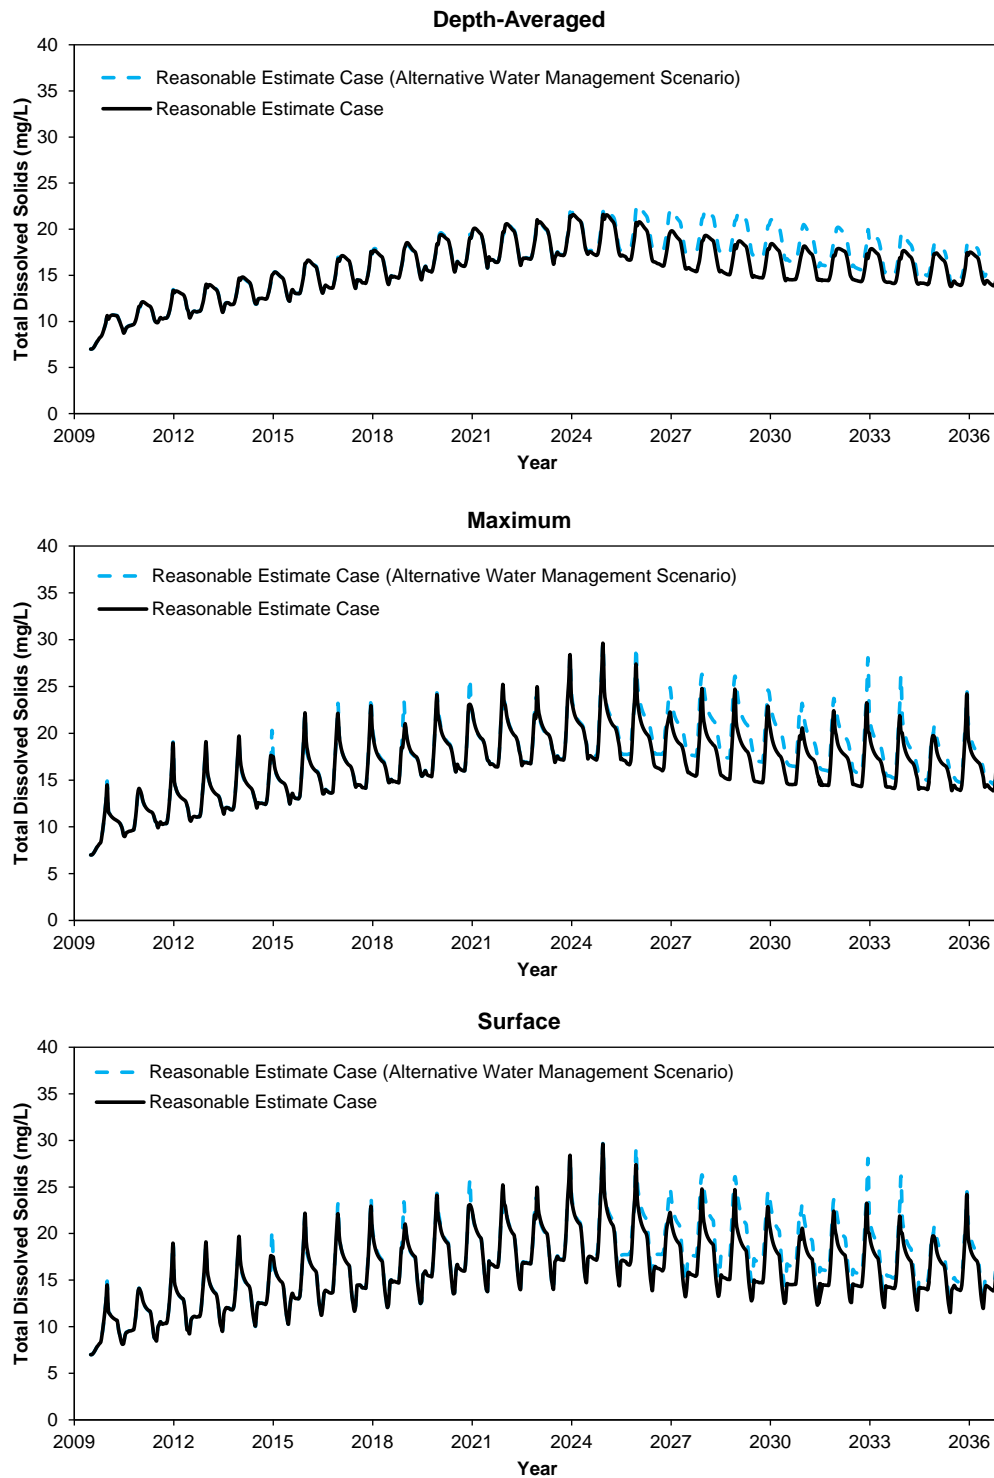 Depth-Averaged
40
35
30
25
20
15
10
5
0
Total Dissolved Solids (mg/L)
Reasonable Estimate Case (Alternative Water Management Scenario)
Reasonable Estimate Case
2009 2012 2015 2018 2021 2024 2027 2030 2033 2036
Year
Maximum
40
35
30
25
20
15
10
5
0
Total Dissolved Solids (mg/L)
Reasonable Estimate Case (Alternative Water Management Scenario)
Reasonable Estimate Case
2009 2012 2015 2018 2021 2024 2027 2030 2033 2036
Year
Surface
40
35
30
25
20
15
10
5
0
Total Dissolved Solids (mg/L)
Reasonable Estimate Case (Alternative Water Management Scenario)
Reasonable Estimate Case
2009 2012 2015 2018 2021 2024 2027 2030 2033 2036
Year